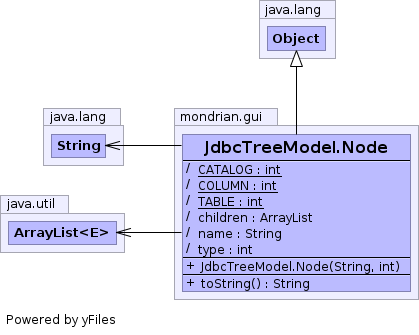 java.lang
Object
java.lang
String
mondrian.gui
JdbcTreeModel.Node
/ CATALOG : int
/ COLUMN : int
/ TABLE : int
/ children : ArrayList
/ name : String
/ type : int
+ JdbcTreeModel.Node(String, int)
+ toString() : String
java.util
ArrayList<E>
Powered by yFiles